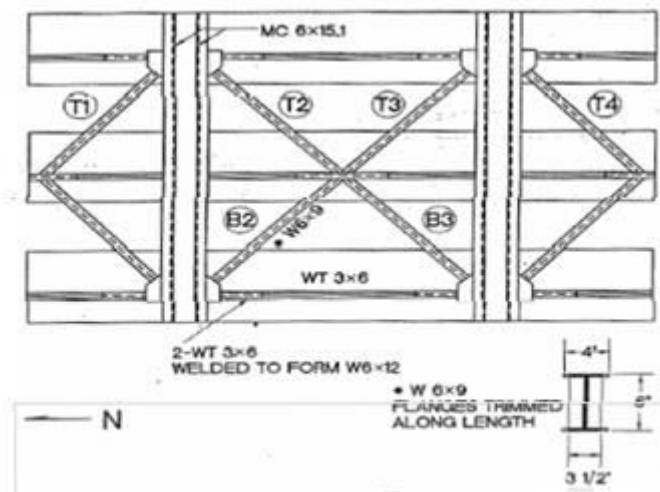 MC 6×15.1
T1
T2
T3
T4
B2
B3
• W6×9
WT 3×6
2-WT 3×6
WELDED TO FORM W6×12
4"
• W 6×9
FLANGES TRIMMED
ALONG LENGTH
N
3 1/2"